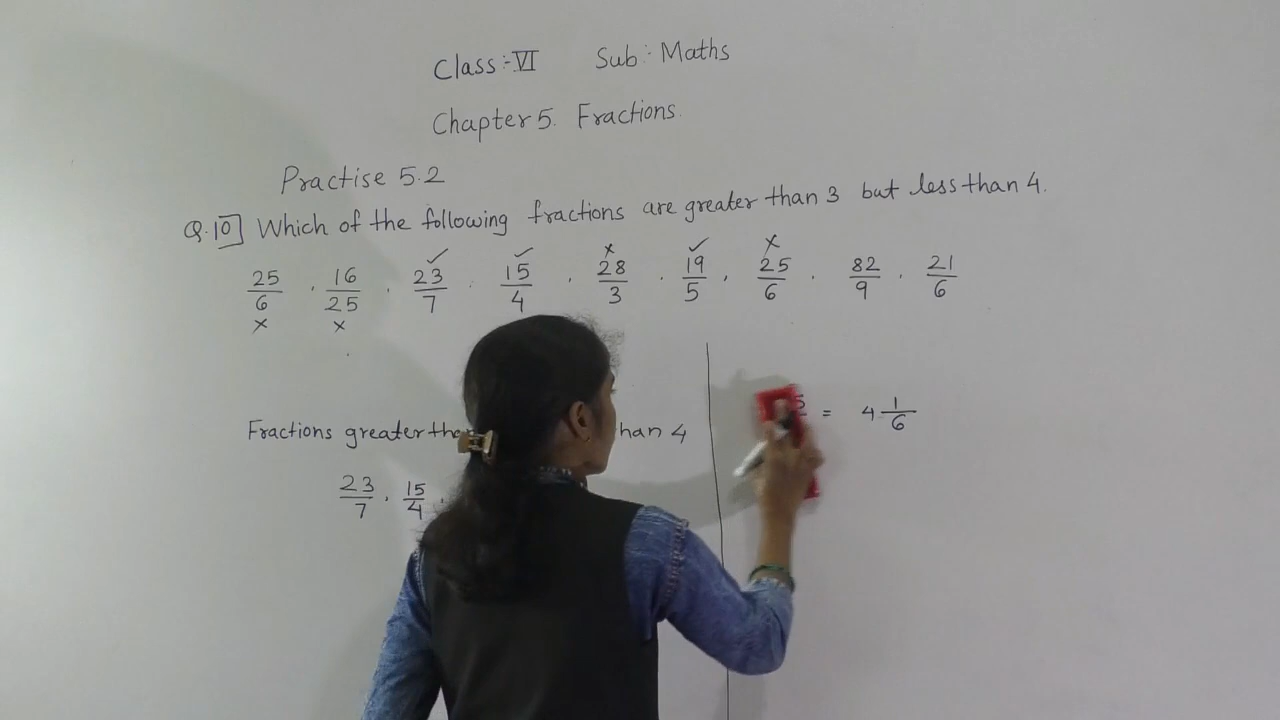 Class:-VI Sub:- Maths
Chapter 5. Fractions.
Practise 5.2
Q.10] Which of the following fractions are greater than 3 but less than 4.
25/6 , 16/25 , 23/7 , 15/4 , 28/3 , 19/5 , 25/6 , 82/9 , 21/6
Fractions greater han 4
23/7 , 15/4
= 4 1/6